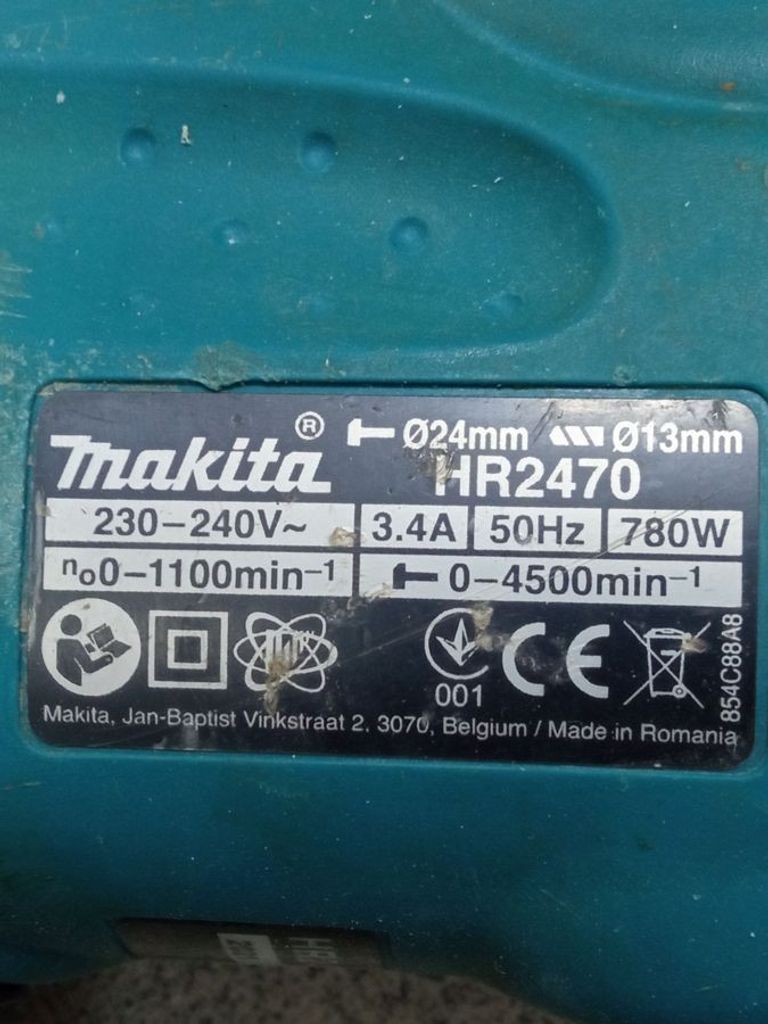 makita® Ø24mm Ø13mm
HR2470
230–240V~ 3.4A 50Hz 780W
no0–1100min–1 0–4500min–1
001
Makita, Jan-Baptist Vinkstraat 2, 3070, Belgium / Made in Romania
854C88A8